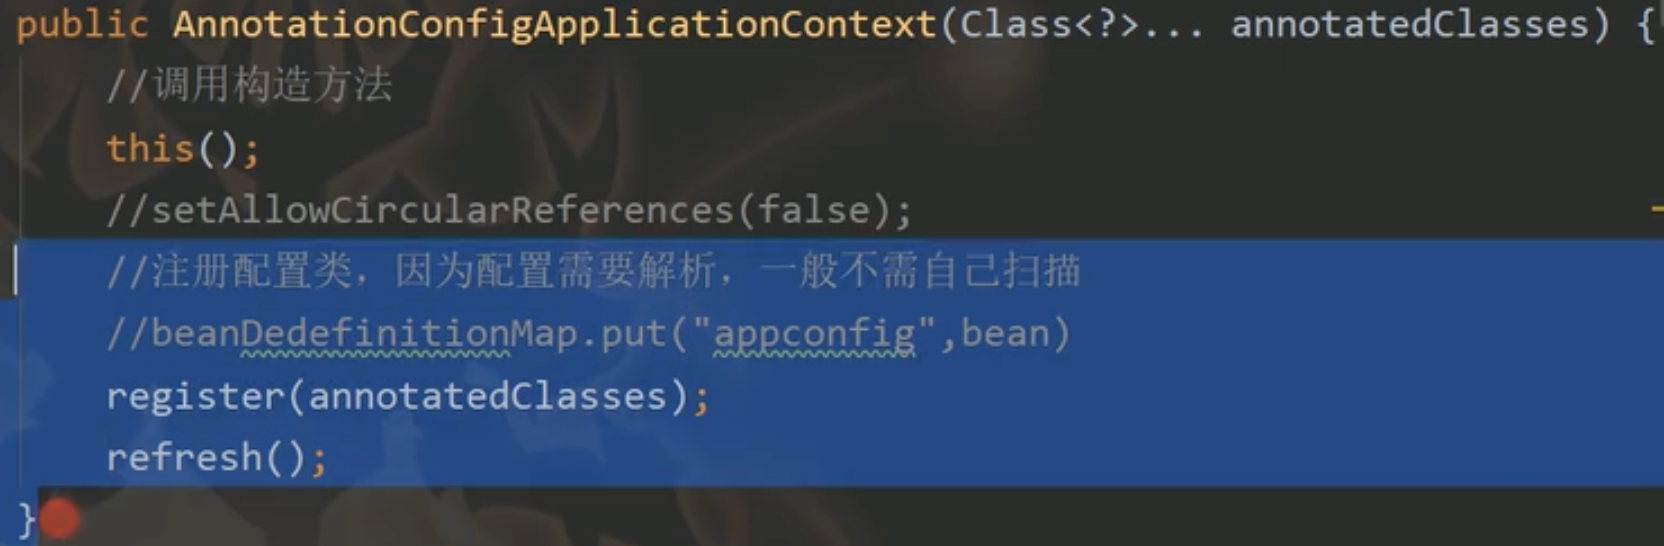 public AnnotationConfigApplicationContext(Class<?>... annotatedClasses) {
//调用构造方法
this();
//setAllowCircularReferences(false);
//注册配置类，因为配置需要解析，一般不需自己扫描
//beanDedefinitionMap.put("appconfig",bean)
register(annotatedClasses);
refresh();
}